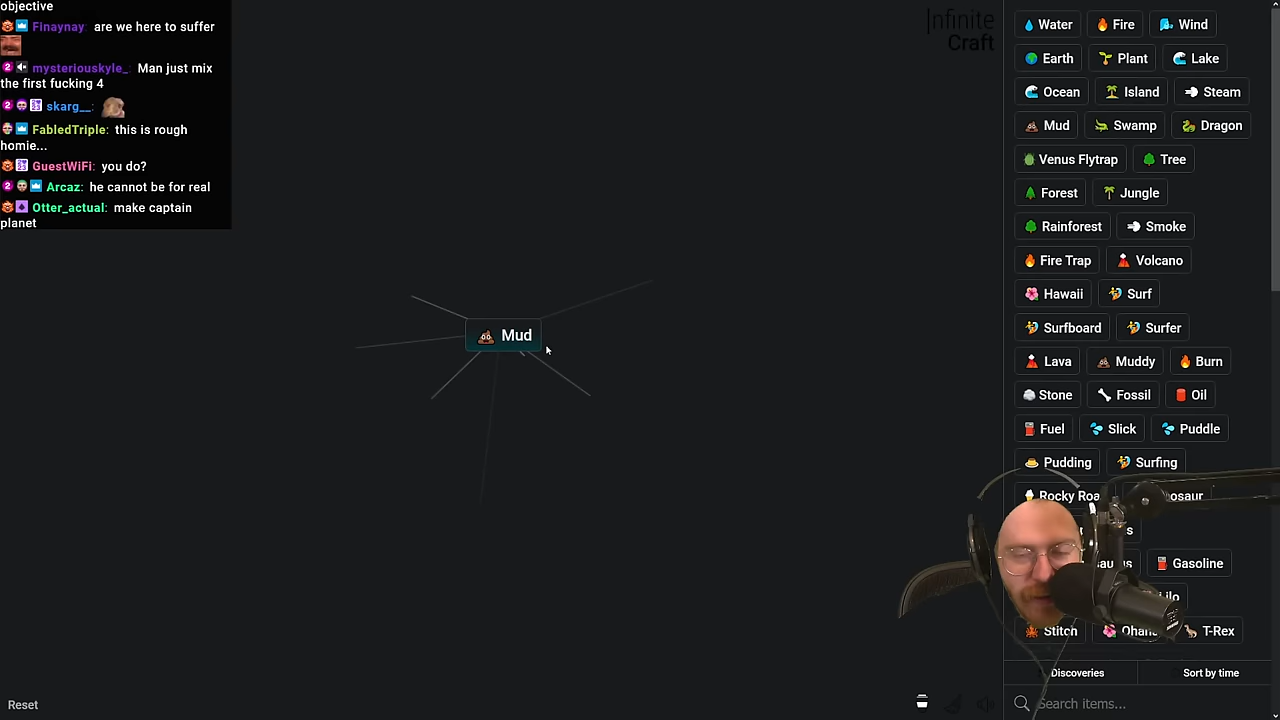 objective
FInaynay: are we here to suffer
mysteriouskyle_: Man just mix
the first fucking 4
skarg__:
FabledTriple: this is rough
homie...
GuestWiFi: you do?
Arcaz: he cannot be for real
Otter_actual: make captain
planet
Infinite
Craft
Mud
Water Fire Wind
Earth Plant Lake
Ocean Island Steam
Mud Swamp Dragon
Venus Flytrap Tree
Forest Jungle
Rainforest Smoke
Fire Trap Volcano
Hawaii Surf
Surfboard Surfer
Lava Muddy Burn
Stone Fossil Oil
Fuel Slick Puddle
Pudding Surfing
Rocky
Gasoline
Stitch T-Rex
Discoveries Sort by time
Search items...
Reset